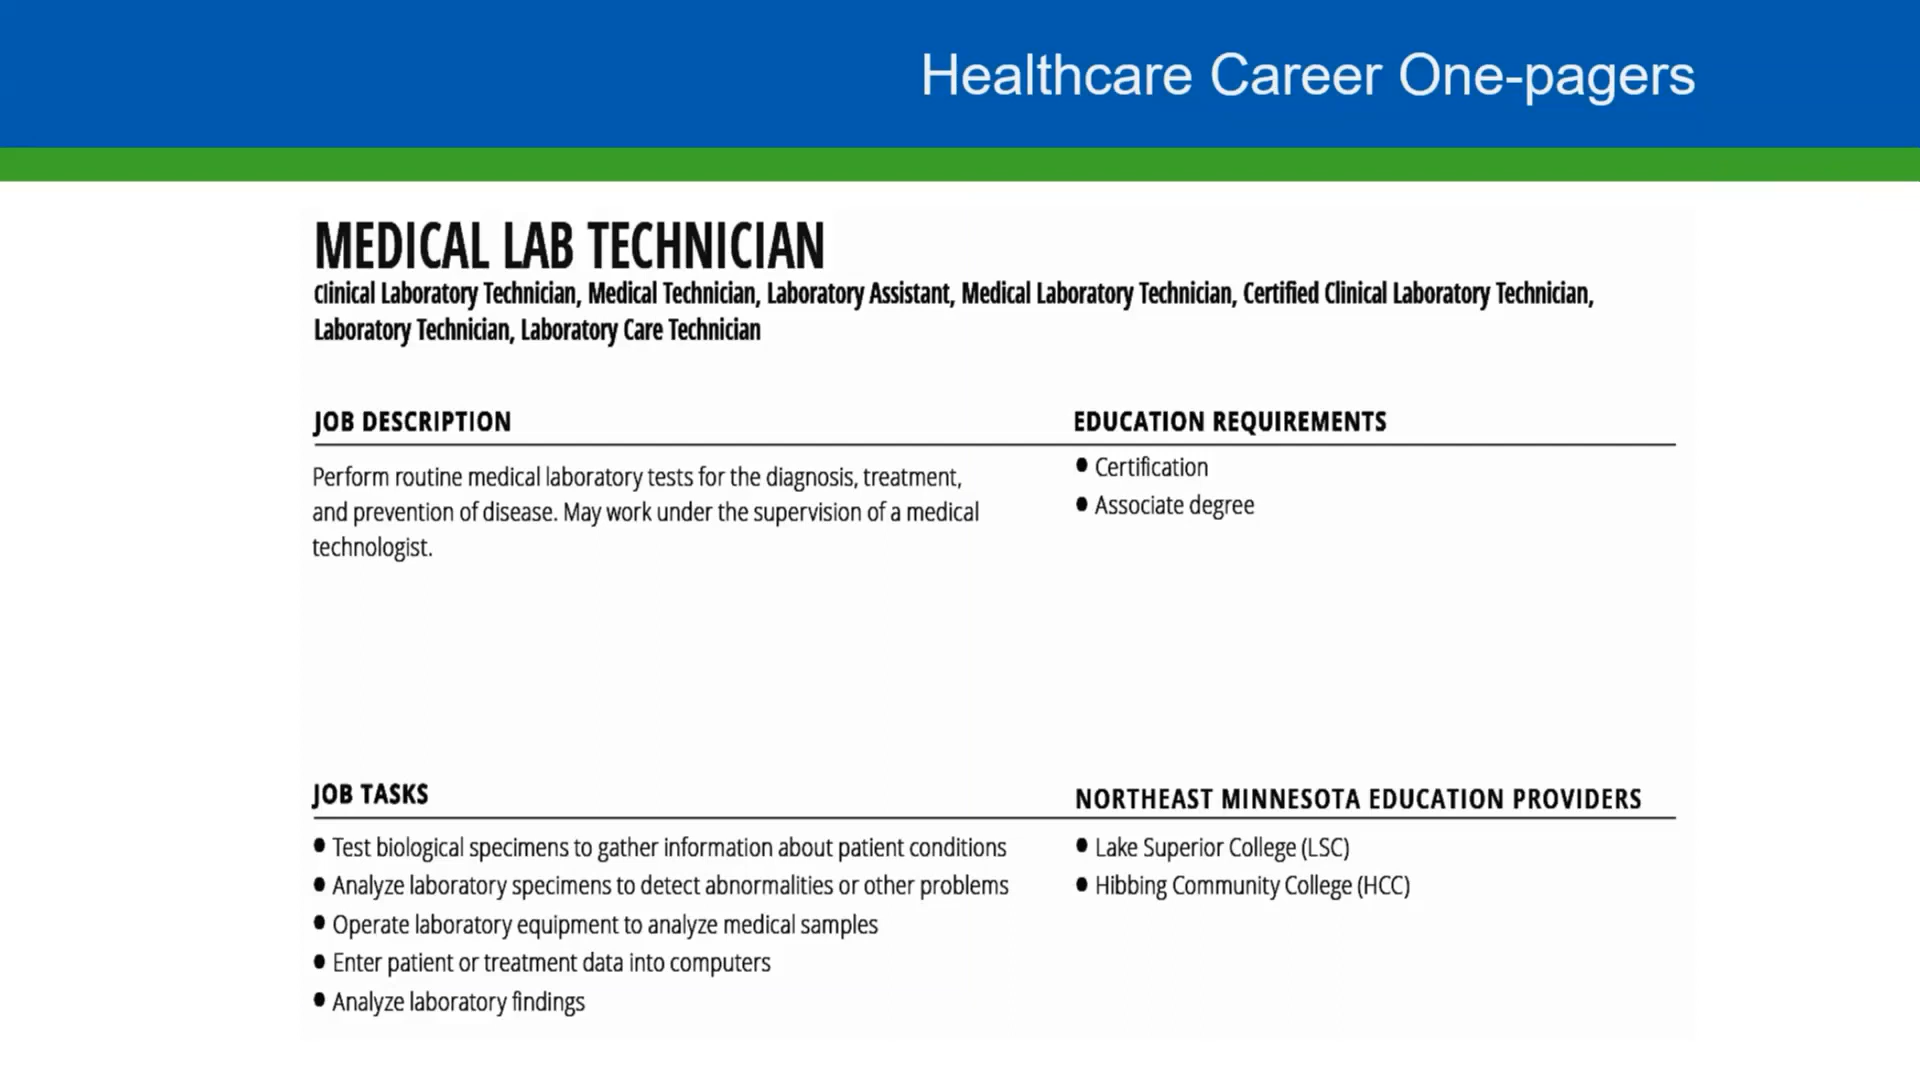 Healthcare Career One-pagers
MEDICAL LAB TECHNICIAN
Clinical Laboratory Technician, Medical Technician, Laboratory Assistant, Medical Laboratory Technician, Certified Clinical Laboratory Technician,
Laboratory Technician, Laboratory Care Technician
JOB DESCRIPTION
Perform routine medical laboratory tests for the diagnosis, treatment,
and prevention of disease. May work under the supervision of a medical
technologist.
EDUCATION REQUIREMENTS
● Certification
● Associate degree
JOB TASKS
● Test biological specimens to gather information about patient conditions
● Analyze laboratory specimens to detect abnormalities or other problems
● Operate laboratory equipment to analyze medical samples
● Enter patient or treatment data into computers
● Analyze laboratory findings
NORTHEAST MINNESOTA EDUCATION PROVIDERS
● Lake Superior College (LSC)
● Hibbing Community College (HCC)